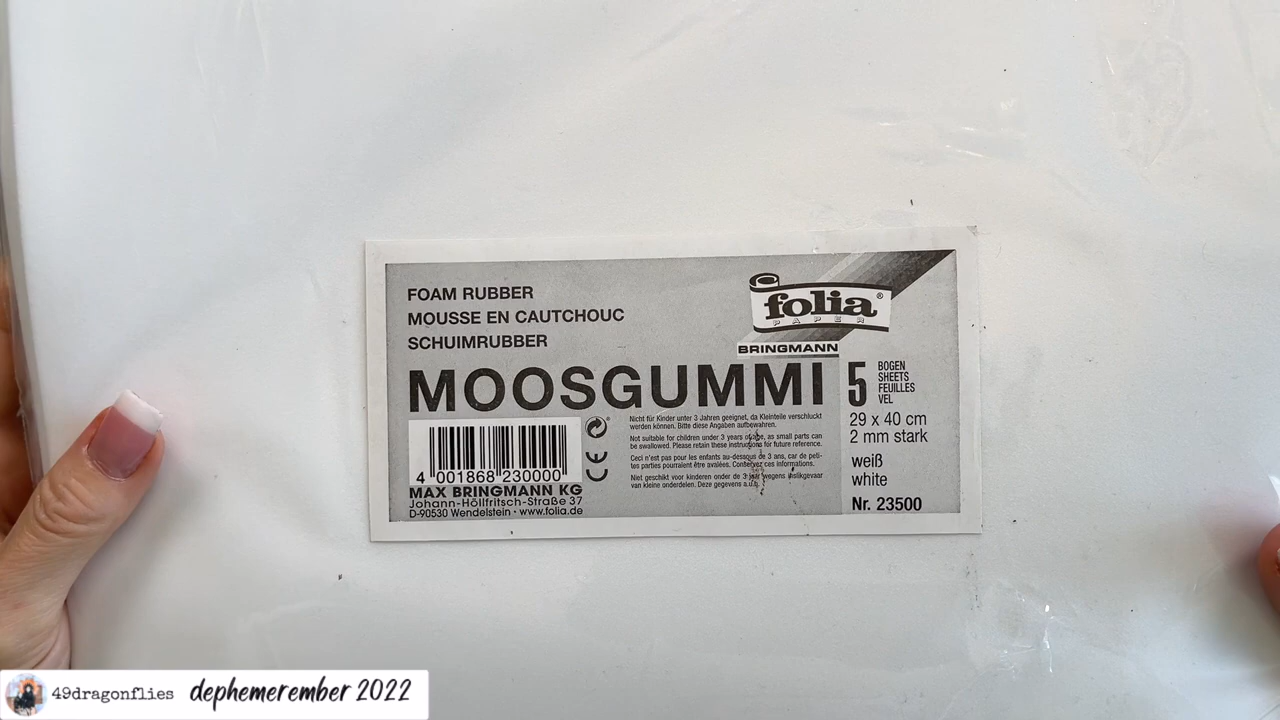 FOAM RUBBER
MOUSSE EN CAUTCHOUC
SCHUIMRUBBER
folia®
PAPER
BRINGMANN
MOOSGUMMI
5 BOGEN
SHEETS
FEUILLES
VEL
29 x 40 cm
2 mm stark
weiß
white
Nr. 23500
Nicht für Kinder unter 3 Jahren geeignet, da Kleinteile verschluckt
werden können. Bitte diese Angaben aufbewahren.
Not suitable for children under 3 years of age, as small parts can
be swallowed. Please retain these instructions for future reference.
Ceci n'est pas pour les enfants au-dessous de 3 ans, car de peti-
tes parties pourraient être avalées. Conservez ces informations.
Niet geschikt voor kinderen onder de 3 jaar wegens inslikgevaar
van kleine onderdelen. Deze gegevens a.u.b.
4 001868 230000
CE
MAX BRINGMANN KG
Johann-Höllfritsch-Straße 37
D-90530 Wendelstein · www.folia.de
49dragonflies dephemerember 2022